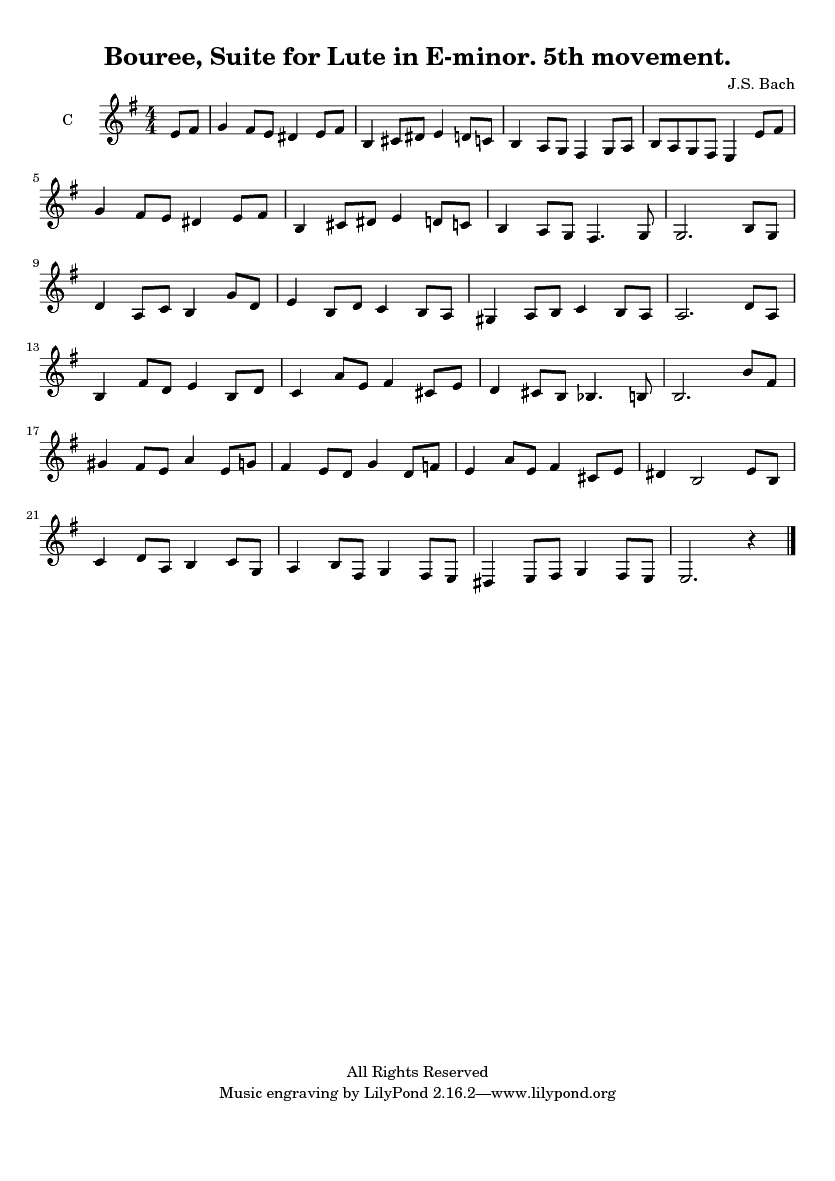 Bouree, Suite for Lute in E-minor. 5th movement.
J.S. Bach
C
4
4
5
9
13
17
21
All Rights Reserved
Music engraving by LilyPond 2.16.2—www.lilypond.org